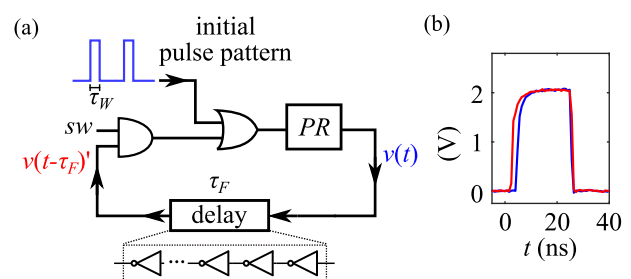 (a)
initial
pulse pattern
τ_W
sw
PR
v(t-τ_F)'
v(t)
τ_F
delay
...
(b)
2
1
0
(V)
0 20 40
t (ns)